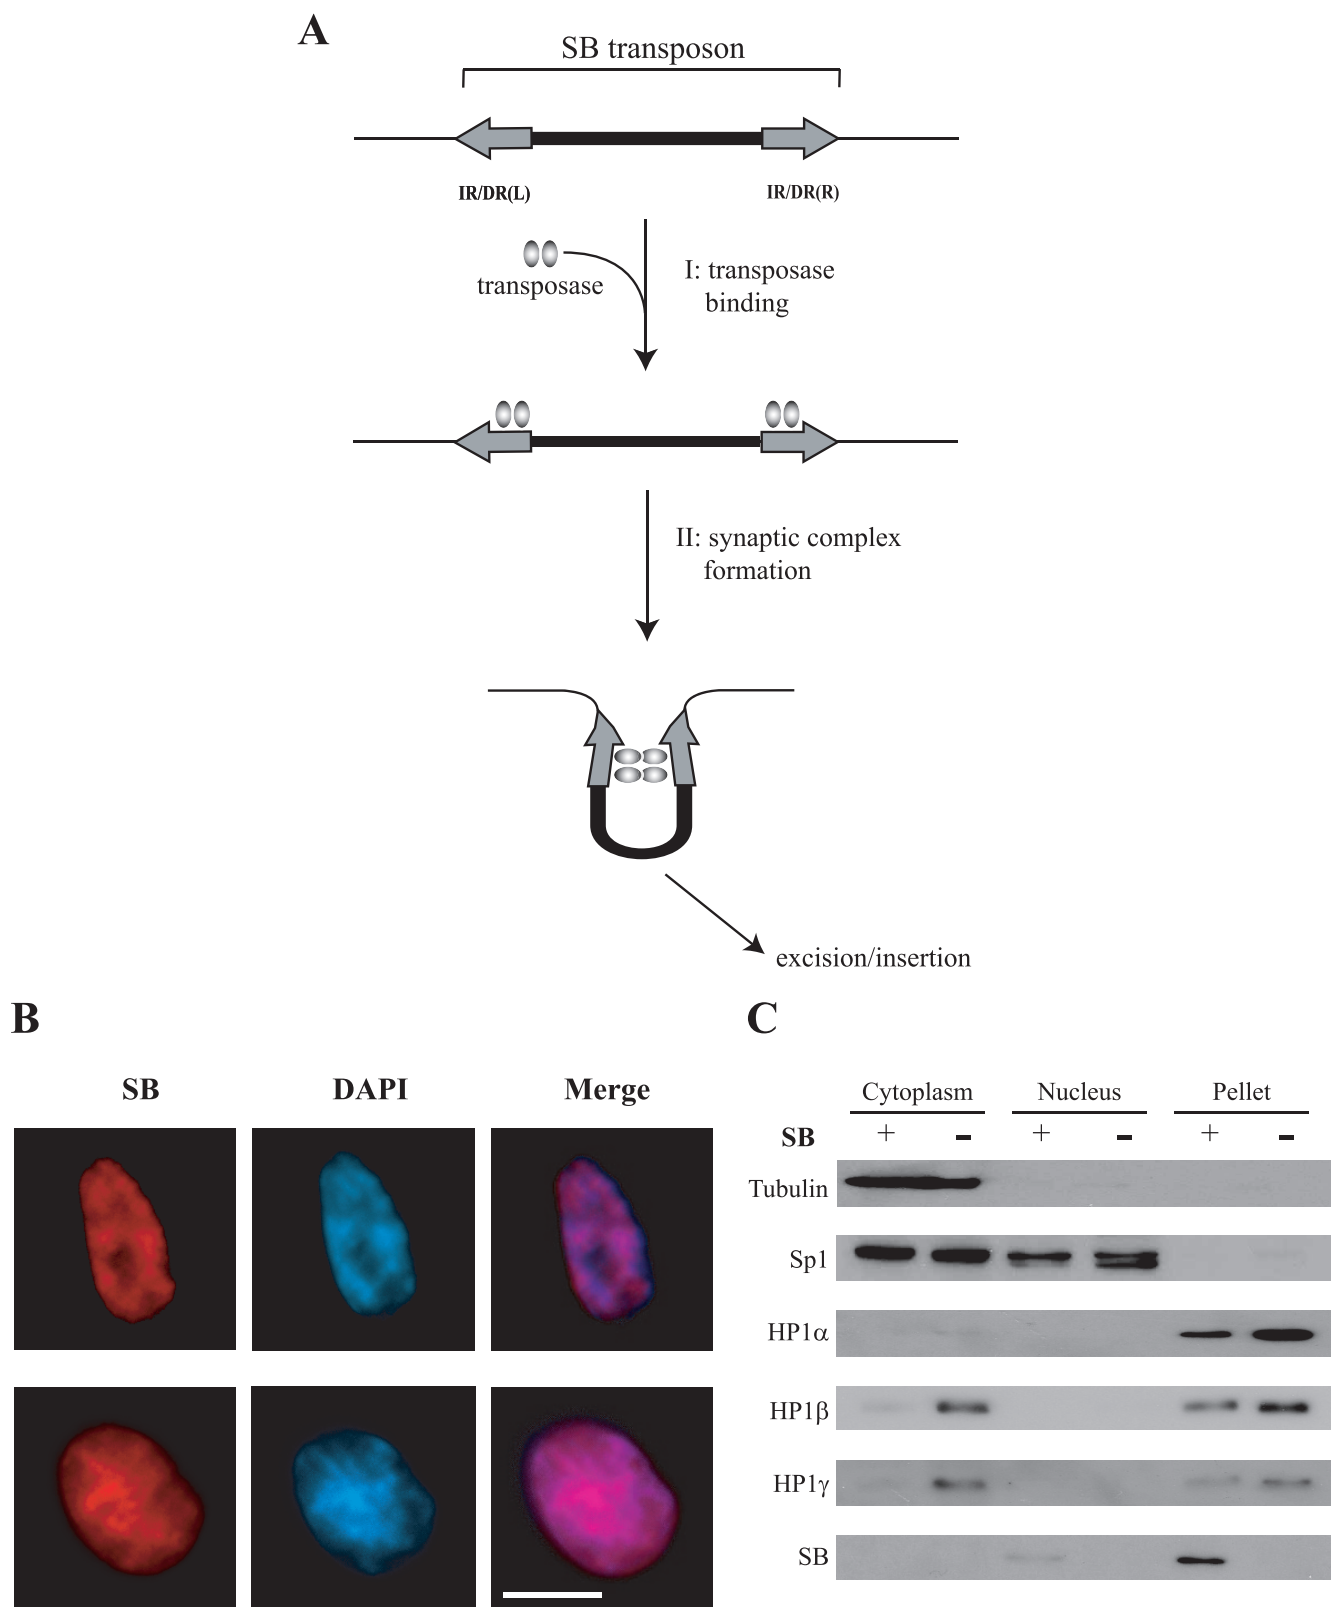 A
SB transposon
IR/DR(L)
IR/DR(R)
transposase
I: transposase
binding
II: synaptic complex
formation
excision/insertion
B
SB
DAPI
Merge
C
Cytoplasm
Nucleus
Pellet
SB
+
-
+
-
+
-
Tubulin
Sp1
HP1α
HP1β
HP1γ
SB